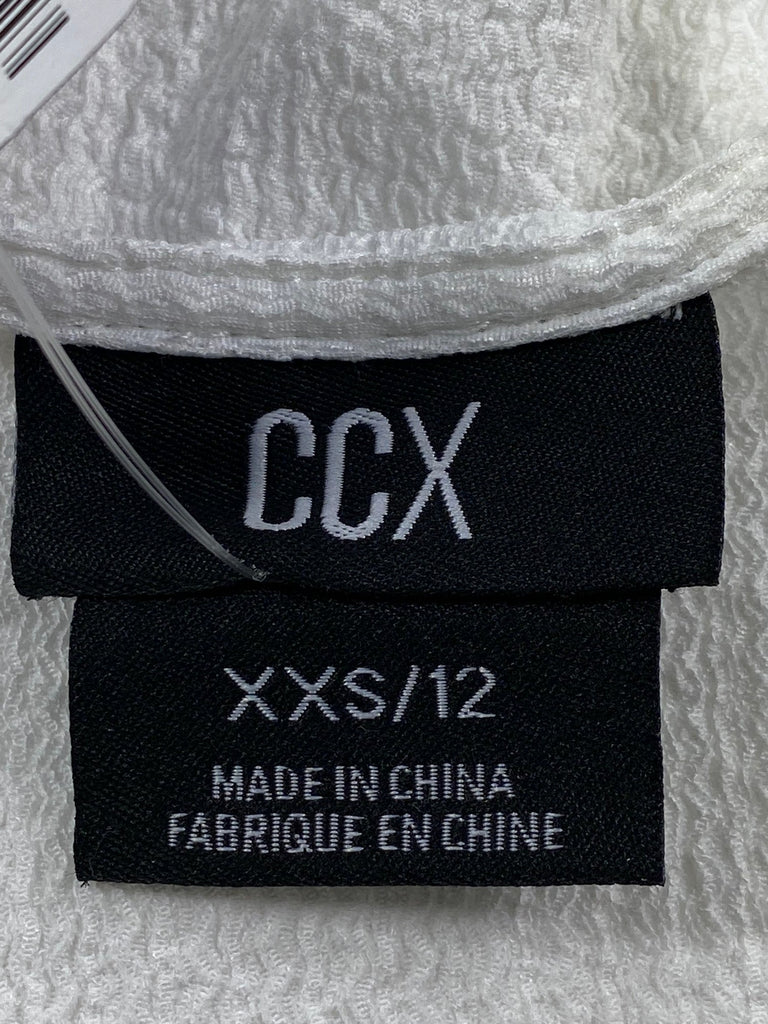 CCX
XXS/12
MADE IN CHINA
FABRIQUE EN CHINE